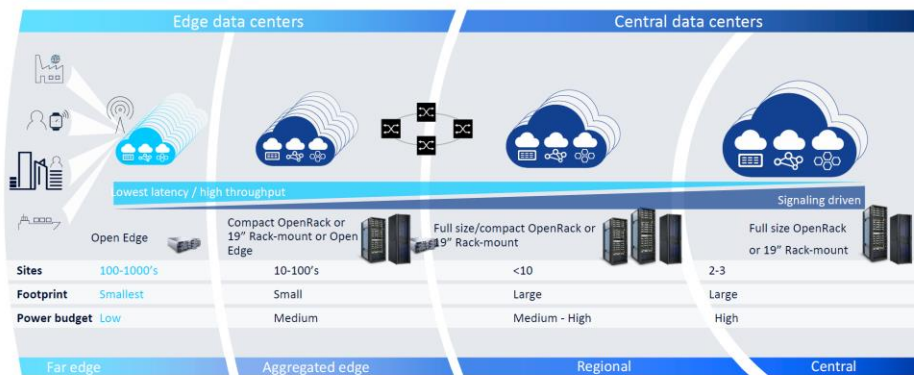 Edge data centers
Central data centers
Lowest latency / high throughput
Signaling driven
Open Edge
Compact OpenRack or
19” Rack-mount or Open
Edge
Full size/compact OpenRack or
19” Rack-mount
Full size OpenRack
or 19” Rack-mount
Sites 100-1000’s 10-100's <10 2-3
Footprint Smallest Small Large Large
Power budget Low Medium Medium - High High
Far edge Aggregated edge Regional Central